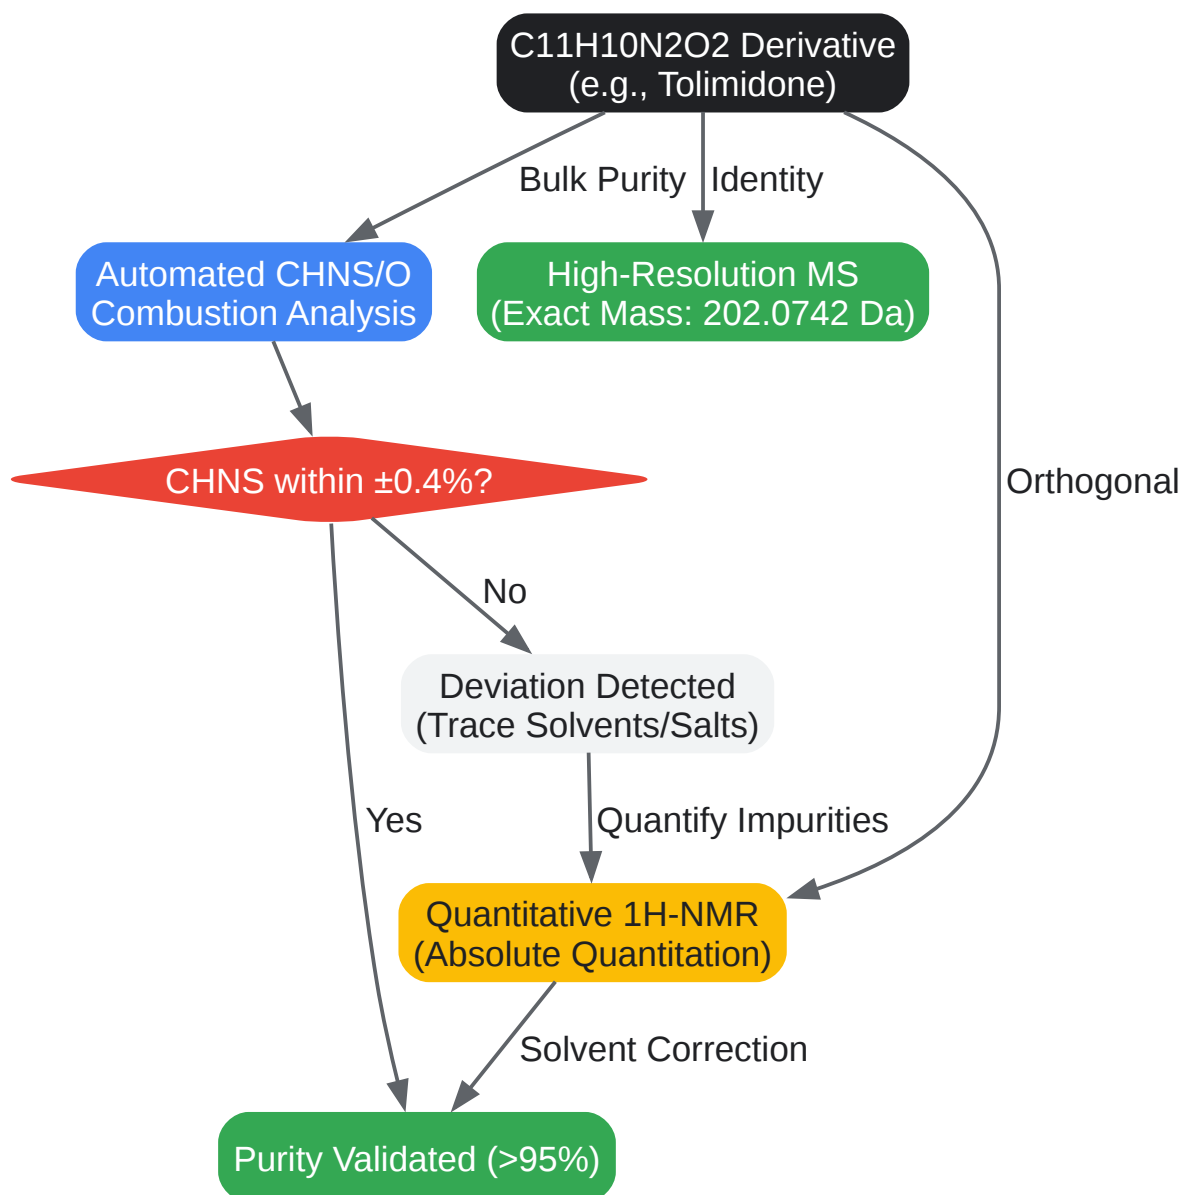 C11H10N2O2 Derivative
(e.g., Tolimidone)
Bulk Purity
Identity
Automated CHNS/O
Combustion Analysis
High-Resolution MS
(Exact Mass: 202.0742 Da)
CHNS within ±0.4%?
Orthogonal
No
Deviation Detected
(Trace Solvents/Salts)
Yes
Quantify Impurities
Quantitative 1H-NMR
(Absolute Quantitation)
Solvent Correction
Purity Validated (>95%)